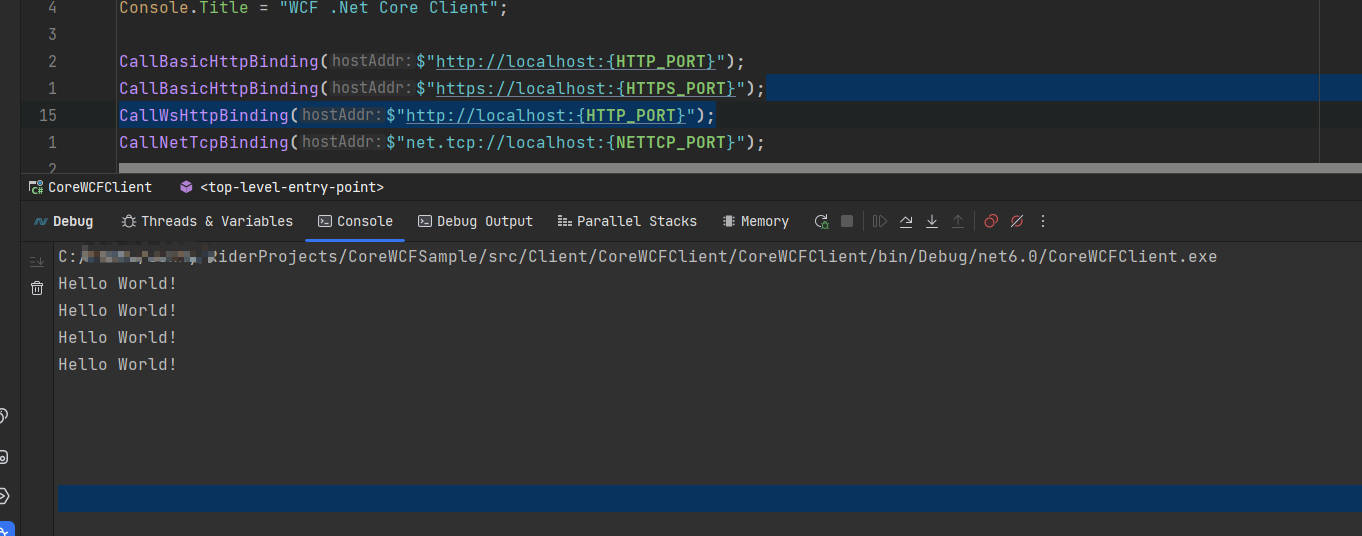 4 Console.Title = "WCF .Net Core Client";
3
2 CallBasicHttpBinding(hostAddr:$"http://localhost:{HTTP_PORT}");
1 CallBasicHttpBinding(hostAddr:$"https://localhost:{HTTPS_PORT}");
15 CallWsHttpBinding(hostAddr:$"http://localhost:{HTTP_PORT}");
1 CallNetTcpBinding(hostAddr:$"net.tcp://localhost:{NETTCP_PORT}");
2
CoreWCFClient <top-level-entry-point>
Debug Threads & Variables Console Debug Output Parallel Stacks Memory
C:/ RiderProjects/CoreWCFSample/src/Client/CoreWCFClient/CoreWCFClient/bin/Debug/net6.0/CoreWCFClient.exe
Hello World!
Hello World!
Hello World!
Hello World!